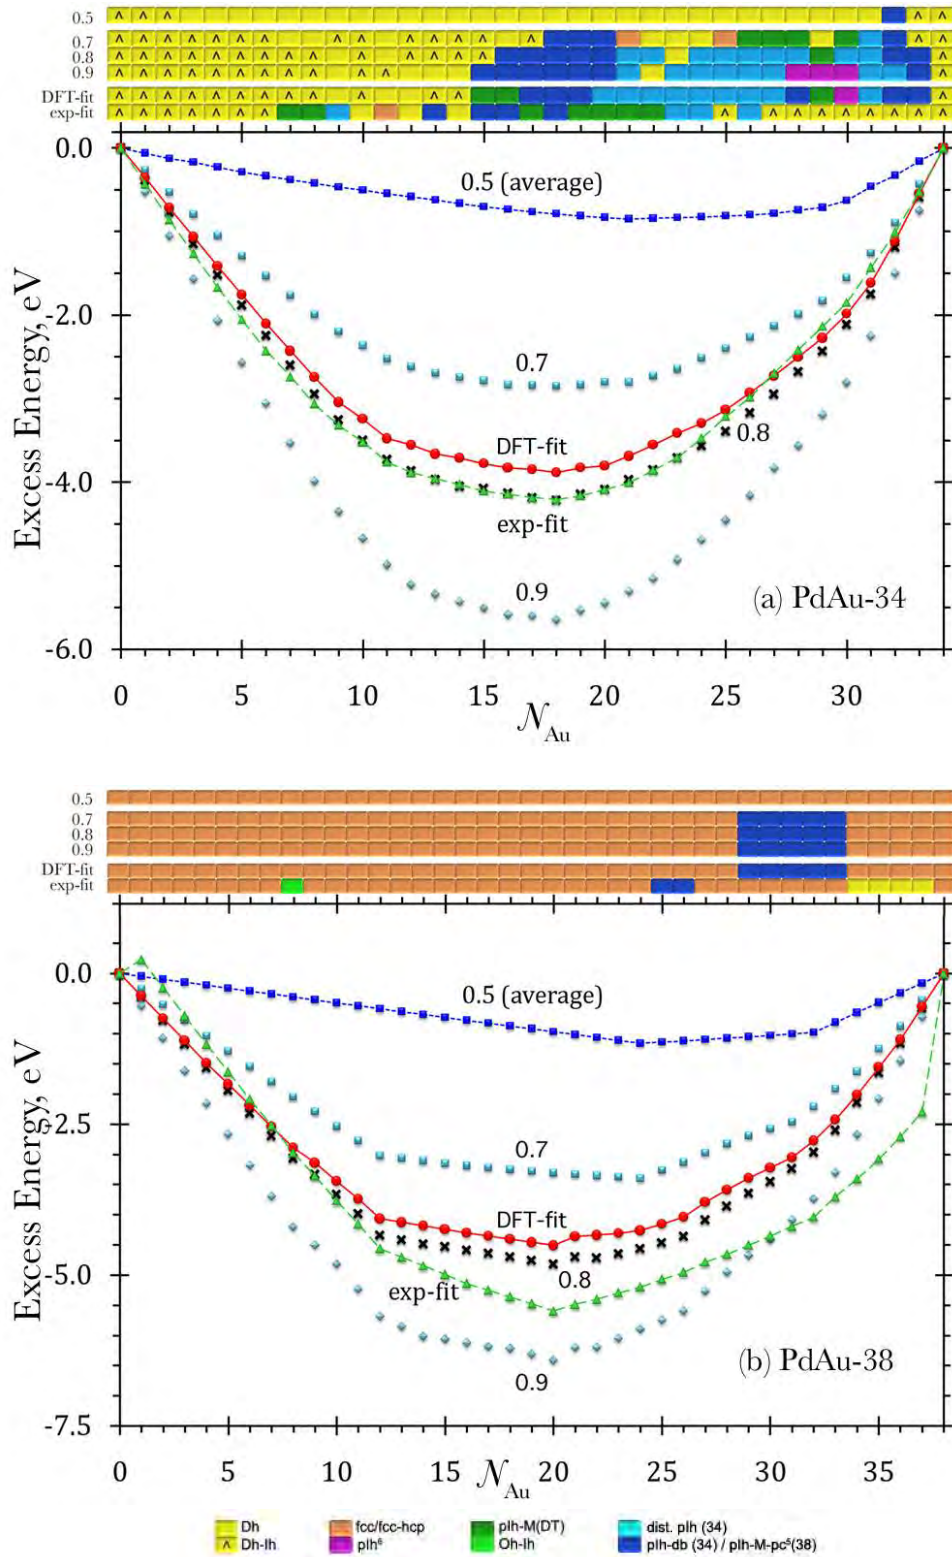 0.5
0.7
0.8
0.9
DFT-fit
exp-fit
0.0
0.5 (average)
0.7
DFT-fit
0.8
exp-fit
0.9
Excess Energy, eV
-2.0
-4.0
-6.0
(a) PdAu-34
0 5 10 15 20 25 30
𝒩Au
0.5
0.7
0.8
0.9
DFT-fit
exp-fit
0.0
0.5 (average)
0.7
DFT-fit
0.8
exp-fit
0.9
Excess Energy, eV
-2.5
-5.0
-7.5
(b) PdAu-38
0 5 10 15 20 25 30 35
𝒩Au
Dh fcc/fcc-hcp pIh-M(DT) dist. pIh (34)
^ Dh-Ih pIh⁶ Oh-Ih pIh-db (34) / pIh-M-pc⁵(38)